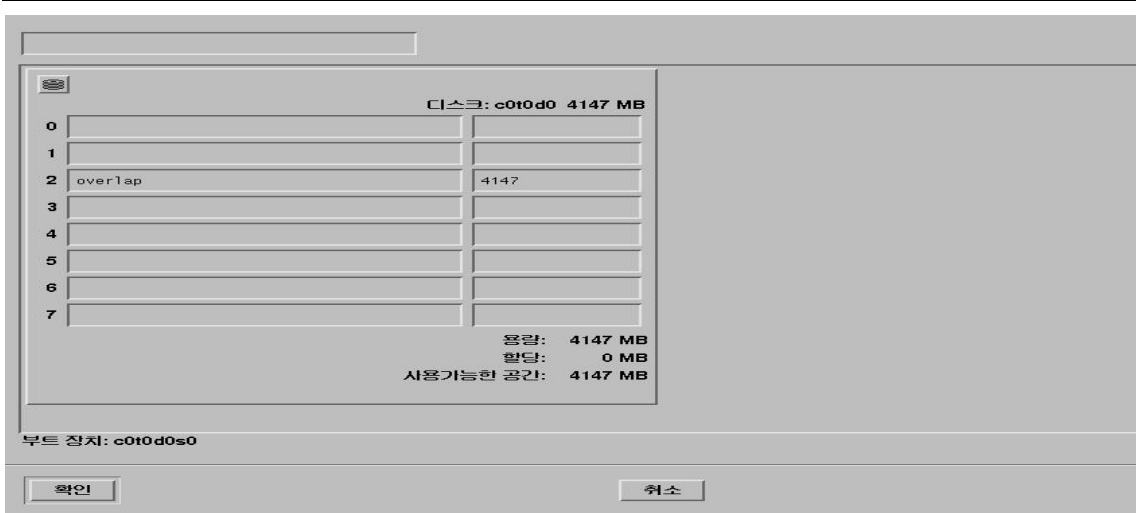 디스크: c0t0d0 4147 MB
0
1
2 overlap 4147
3
4
5
6
7
용량: 4147 MB
할당: 0 MB
사용가능한 공간: 4147 MB
부트 장치: c0t0d0s0
확인 취소